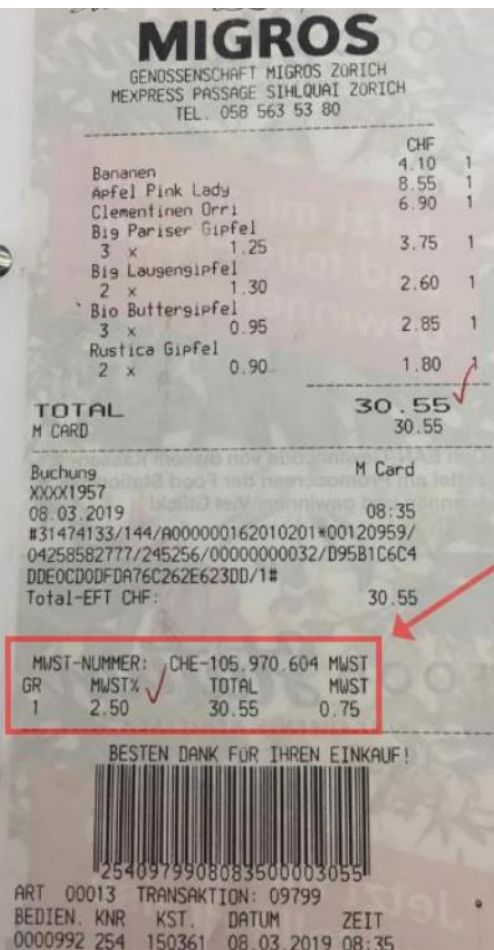 MIGROS
GENOSSENSCHAFT MIGROS ZÜRICH
MEXPRESS PASSAGE SIHLQUAI ZÜRICH
TEL. 058 563 53 80
CHF
Bananen 4.10 1
Apfel Pink Lady 8.55 1
Clementinen Orri 6.90 1
Big Pariser Gipfel
3 x 1.25 3.75 1
Big Laugengipfel
2 x 1.30 2.60 1
Bio Buttergipfel
3 x 0.95 2.85 1
Rustica Gipfel
2 x 0.90 1.80 1
TOTAL 30.55
M CARD 30.55
Buchung M Card
XXXX1957
08.03.2019 08:35
#31474133/144/A0000000162010201*00120959/
04258582777/245256/00000000032/D95B1C6C4
DDE0CD0DFDA76C262E623DD/1#
Total-EFT CHF: 30.55
MWST-NUMMER: CHE-105.970.604 MWST
GR MWST% TOTAL MWST
1 2.50 30.55 0.75
BESTEN DANK FÜR IHREN EINKAUF!
2540979908083500003055
ART 00013 TRANSAKTION: 09799
BEDIEN. KNR KST. DATUM ZEIT
0000992 254 150361 08.03.2019 08:35